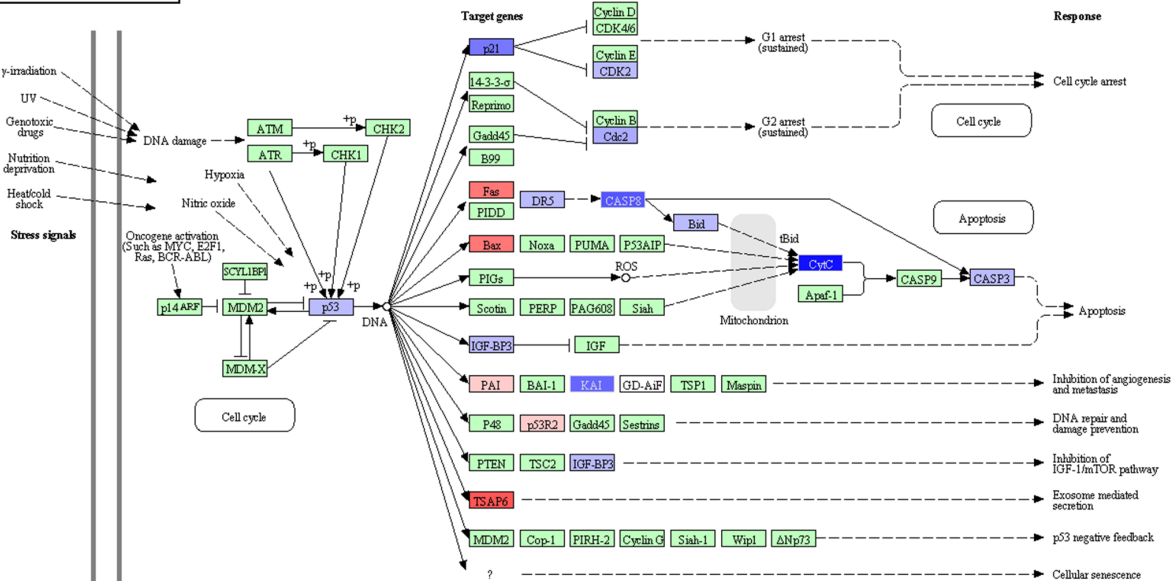 Target genes
Response
Stress signals
γ-irradiation
UV
Genotoxic
drugs
Nutrition
deprivation
Heat/cold
shock
DNA damage
ATM
+p
CHK2
ATR
+p
CHK1
Hypoxia
Nitric oxide
Oncogene activation
(Such as MYC, E2F1,
Ras, BCR-ABL)
SCYL1BP1
p14ARF
MDM2
+p
+p
+p
p53
MDM-X
DNA
Cell cycle
p21
Cyclin D
CDK4/6
Cyclin E
CDK2
G1 arrest
(sustained)
14-3-3-σ
Reprimo
Gadd45
B99
Cyclin B
Cdc2
G2 arrest
(sustained)
Cell cycle arrest
Cell cycle
Fas
PIDD
DR5
CASP8
Bid
tBid
Apoptosis
Bax
Noxa
PUMA
P53AIP
CytC
PIGs
ROS
CASP9
CASP3
Apaf-1
Scotin
PERP
PAG608
Siah
Mitochondrion
Apoptosis
IGF-BP3
IGF
PAI
BAI-1
KAI
GD-AiF
TSP1
Maspin
Inhibition of angiogenesis
and metastasis
P48
p53R2
Gadd45
Sestrins
DNA repair and
damage prevention
PTEN
TSC2
IGF-BP3
Inhibition of
IGF-1/mTOR pathway
TSAP6
Exosome mediated
secretion
MDM2
Cop-1
PIRH-2
Cyclin G
Siah-1
Wip1
ΔNp73
p53 negative feedback
?
Cellular senescence